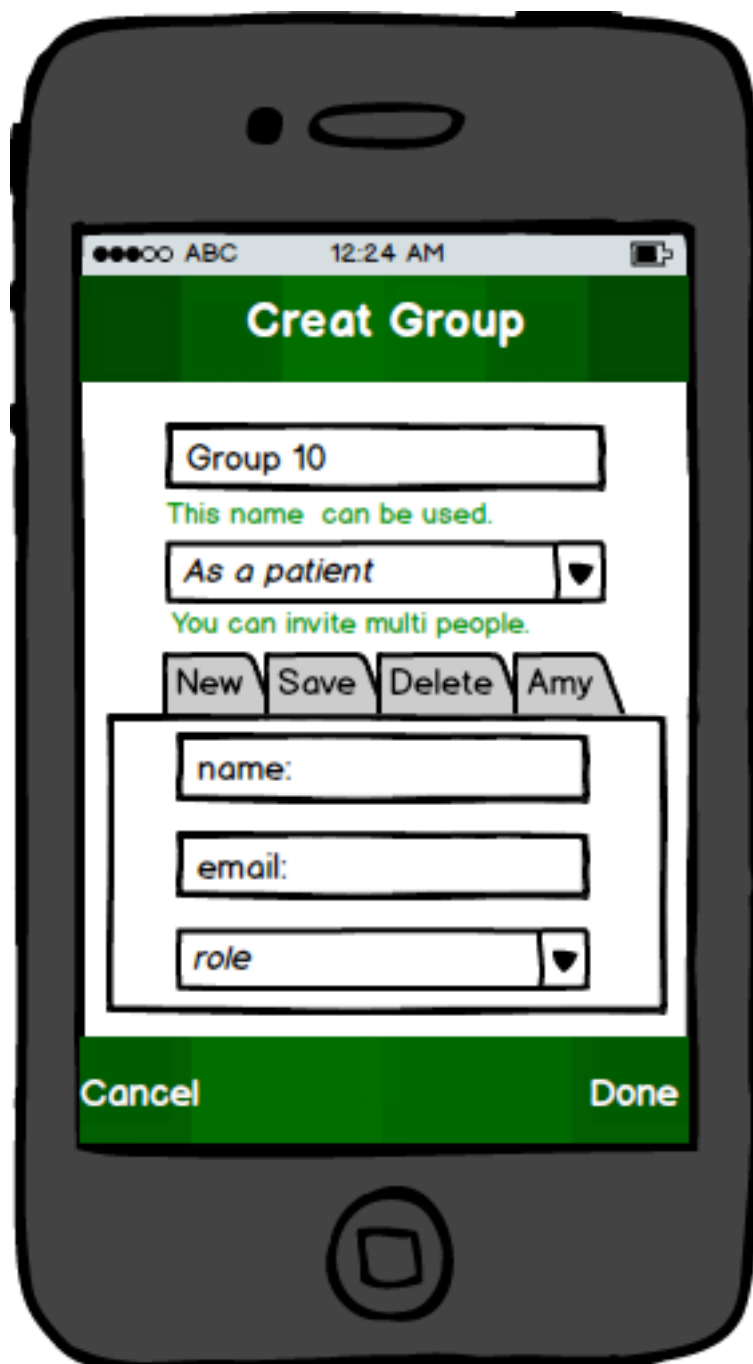 ABC 12:24 AM
Creat Group
Group 10
This name can be used.
As a patient
You can invite multi people.
New Save Delete Amy
name:
email:
role
Cancel Done